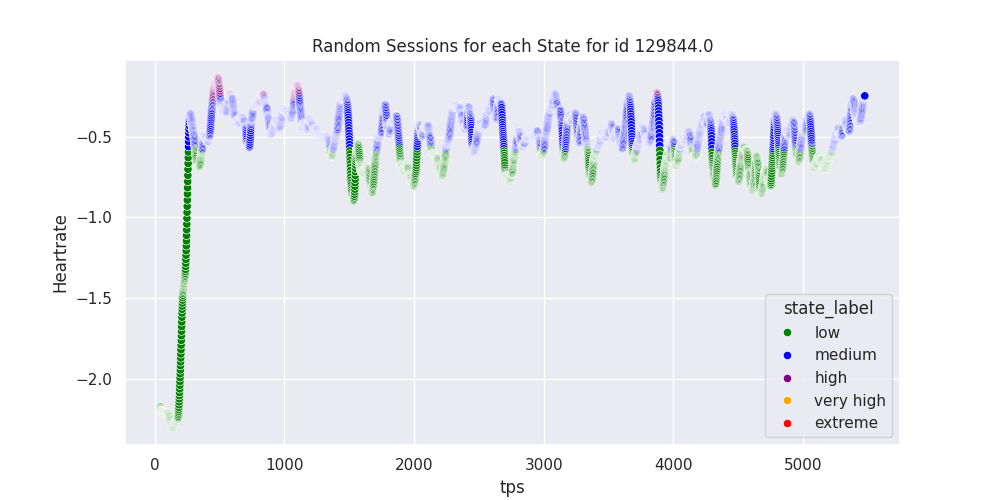 Random Sessions for each State for id 129844.0
Heartrate
−0.5
−1.0
−1.5
−2.0
0 1000 2000 3000 4000 5000
tps
state_label
low
medium
high
very high
extreme